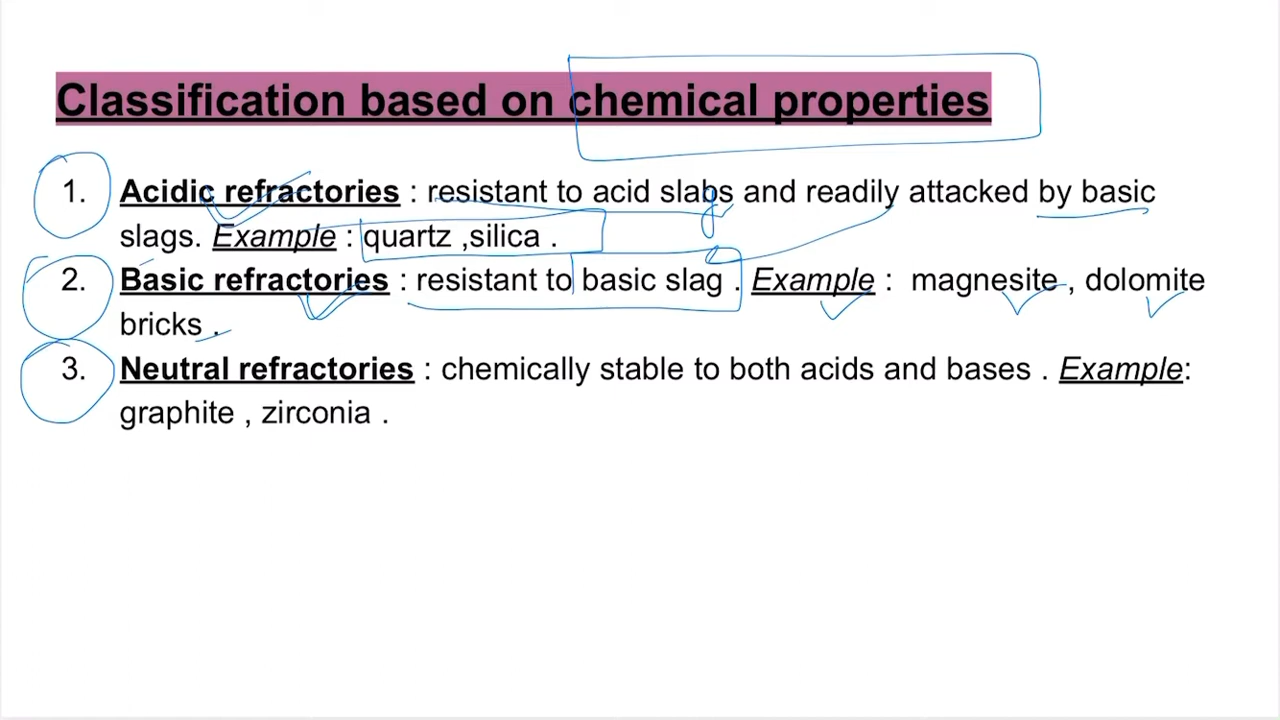 Classification based on chemical properties
1. Acidic refractories : resistant to acid slabs and readily attacked by basic
slags. Example : quartz ,silica .
2. Basic refractories : resistant to basic slag . Example : magnesite , dolomite
bricks .
3. Neutral refractories : chemically stable to both acids and bases . Example:
graphite , zirconia .